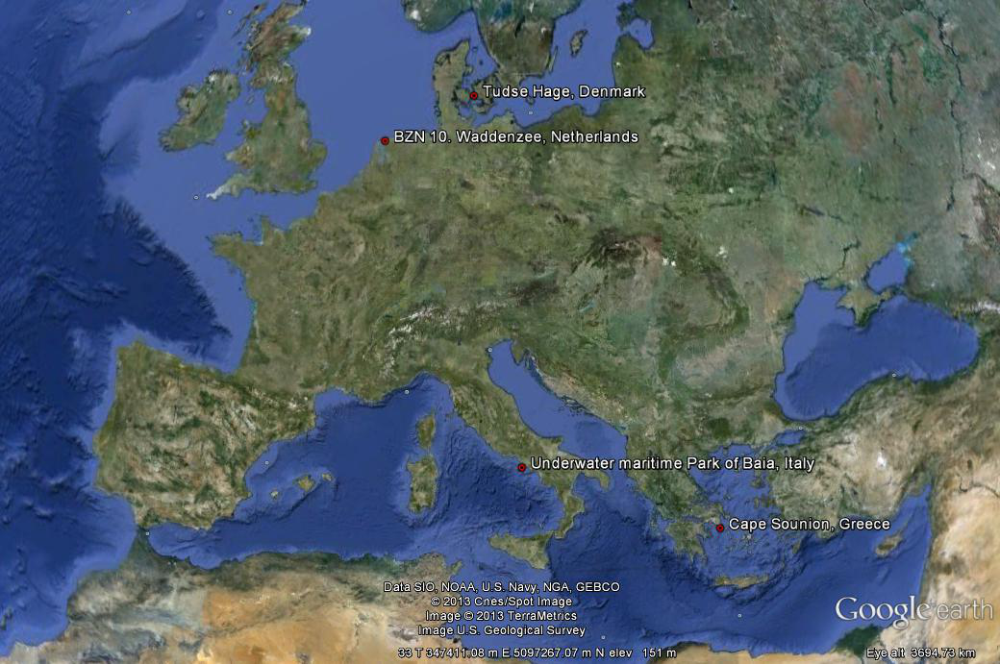 Tudse Hage, Denmark
BZN 10. Waddenzee, Netherlands
Underwater maritime Park of Baia, Italy
Cape Sounion, Greece
Data SIO, NOAA, U.S. Navy, NGA, GEBCO
© 2013 Cnes/Spot Image
Image © 2013 TerraMetrics
Image U.S. Geological Survey
Google earth
33 T 347411.08 m E 5097267.07 m N elev 151 m
Eye alt 3694.73 km